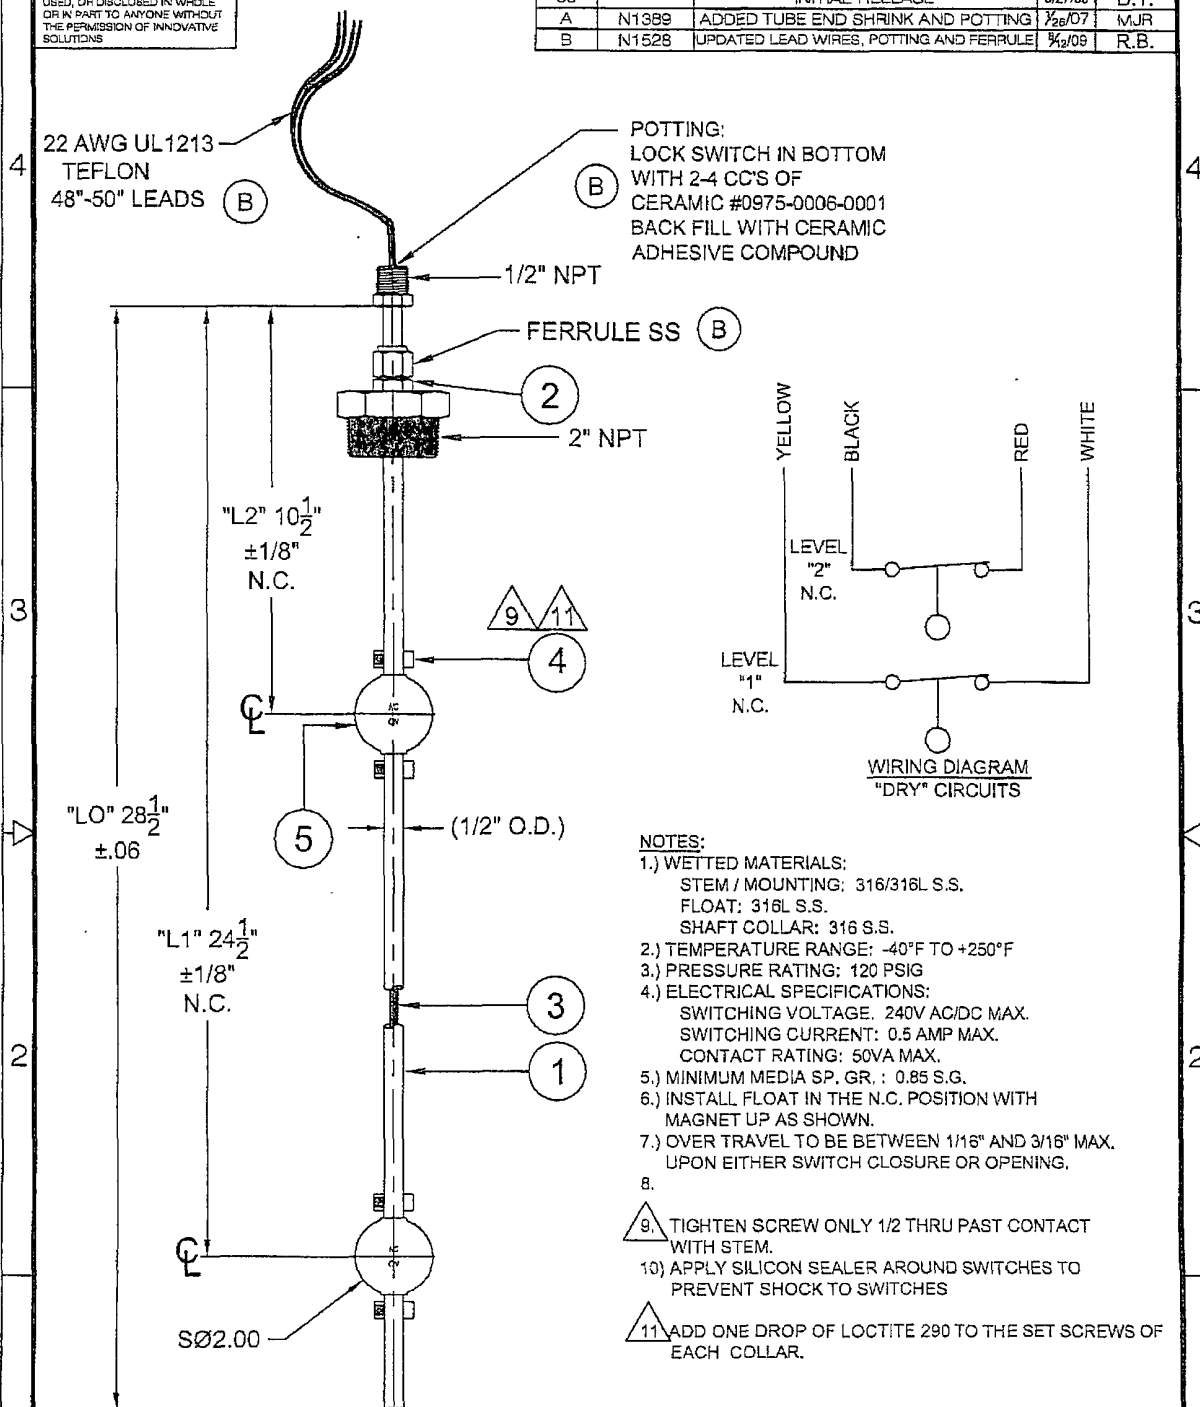 USED, OR DISCLOSED IN WHOLE
OR IN PART TO ANYONE WITHOUT
THE PERMISSION OF INNOVATIVE
SOLUTIONS
A N1389 ADDED TUBE END SHRINK AND POTTING /07 MJR
B N1528 UPDATED LEAD WIRES, POTTING AND FERRULE /09 R.B.
22 AWG UL1213
TEFLON
48"-50" LEADS B
POTTING:
LOCK SWITCH IN BOTTOM
B WITH 2-4 CC'S OF
CERAMIC #0975-0006-0001
BACK FILL WITH CERAMIC
ADHESIVE COMPOUND
4
4
1/2" NPT
FERRULE SS B
2
2" NPT
"L2" 10 1/2"
±1/8"
N.C.
YELLOW
BLACK
RED
WHITE
LEVEL
"2"
N.C.
LEVEL
"1"
N.C.
WIRING DIAGRAM
"DRY" CIRCUITS
3
3
9 11
4
5
(1/2" O.D.)
"LO" 28 1/2"
±.06
"L1" 24 1/2"
±1/8"
N.C.
3
1
2
2
SØ2.00
NOTES:
1.) WETTED MATERIALS:
STEM / MOUNTING: 316/316L S.S.
FLOAT: 316L S.S.
SHAFT COLLAR: 316 S.S.
2.) TEMPERATURE RANGE: -40°F TO +250°F
3.) PRESSURE RATING: 120 PSIG
4.) ELECTRICAL SPECIFICATIONS:
SWITCHING VOLTAGE. 240V AC/DC MAX.
SWITCHING CURRENT: 0.5 AMP MAX.
CONTACT RATING: 50VA MAX.
5.) MINIMUM MEDIA SP. GR. : 0.85 S.G.
6.) INSTALL FLOAT IN THE N.C. POSITION WITH
MAGNET UP AS SHOWN.
7.) OVER TRAVEL TO BE BETWEEN 1/16" AND 3/16" MAX.
UPON EITHER SWITCH CLOSURE OR OPENING.
8.
9. TIGHTEN SCREW ONLY 1/2 THRU PAST CONTACT
WITH STEM.
10) APPLY SILICON SEALER AROUND SWITCHES TO
PREVENT SHOCK TO SWITCHES
11 ADD ONE DROP OF LOCTITE 290 TO THE SET SCREWS OF
EACH COLLAR.